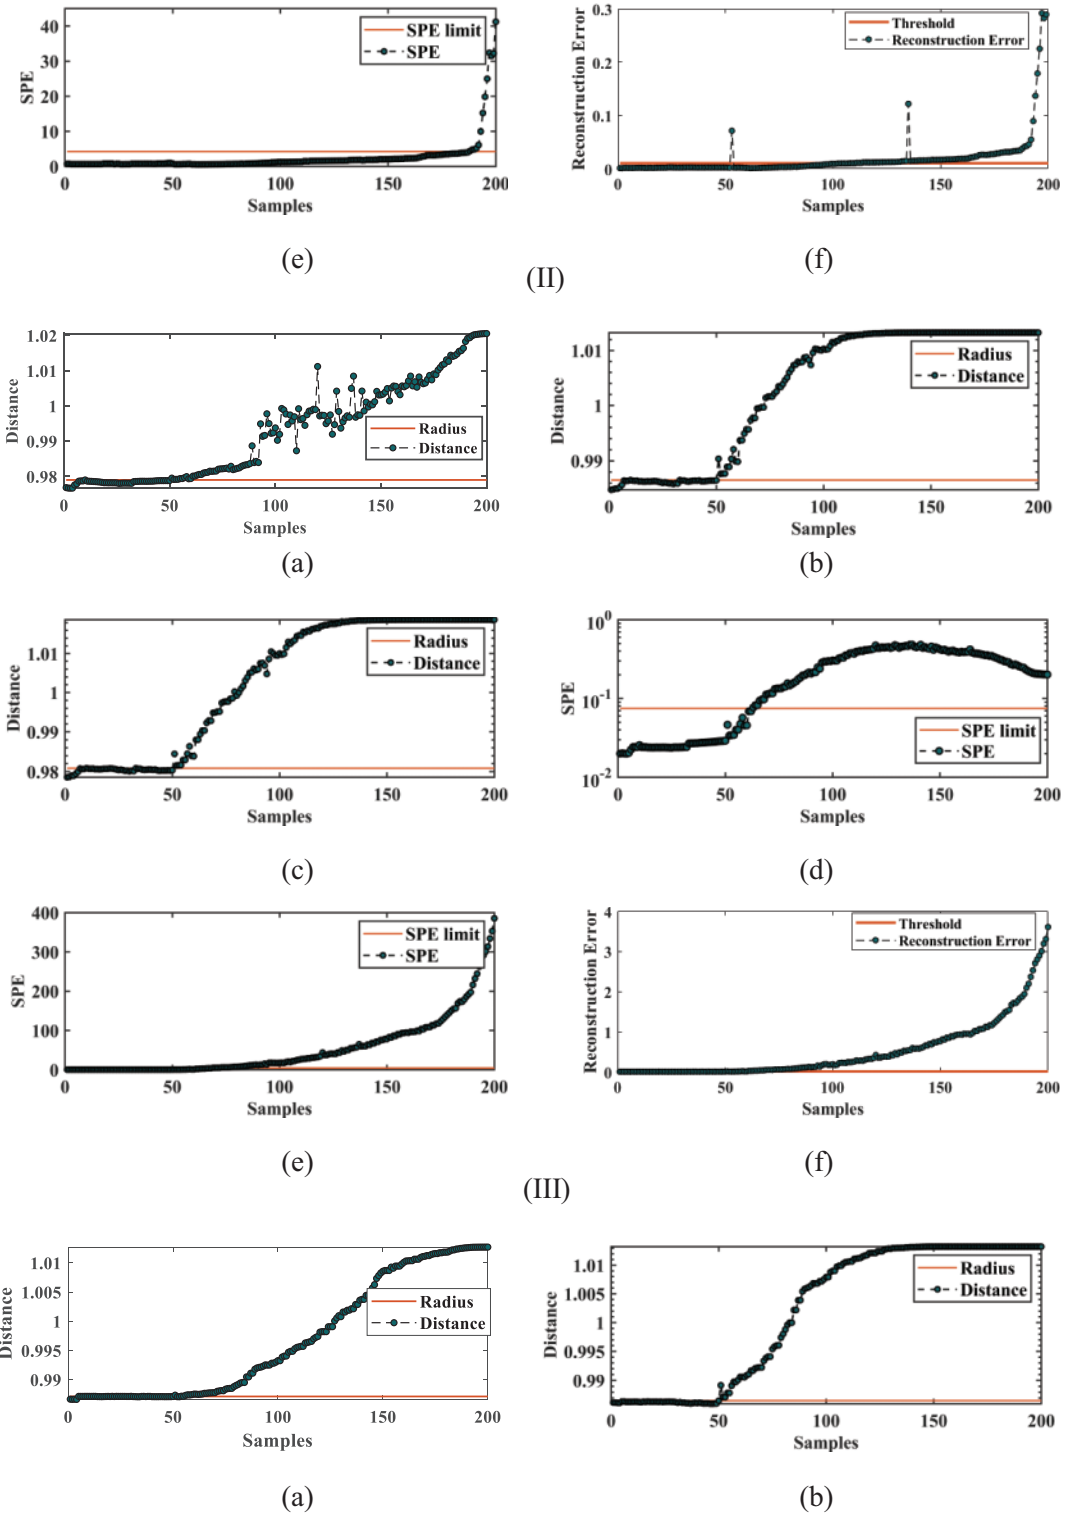 40
30
20
10
0
SPE
SPE limit
SPE
0 50 100 150 200
Samples
(e)
0.3
0.2
0.1
0
Reconstruction Error
Threshold
Reconstruction Error
0 50 100 150 200
Samples
(f)
(II)
1.02
1.01
1
0.99
0.98
Distance
Radius
Distance
0 50 100 150 200
Samples
(a)
1.01
1
0.99
Distance
Radius
Distance
0 50 100 150 200
Samples
(b)
1.01
1
0.99
0.98
Distance
Radius
Distance
0 50 100 150 200
Samples
(c)
10^0
10^-1
10^-2
SPE
SPE limit
SPE
0 50 100 150 200
Samples
(d)
400
300
200
100
0
SPE
SPE limit
SPE
0 50 100 150 200
Samples
(e)
4
3
2
1
0
Reconstruction Error
Threshold
Reconstruction Error
0 50 100 150 200
Samples
(f)
(III)
1.01
1.005
1
0.995
0.99
Distance
Radius
Distance
0 50 100 150 200
Samples
(a)
1.01
1.005
1
0.995
0.99
Distance
Radius
Distance
0 50 100 150 200
Samples
(b)